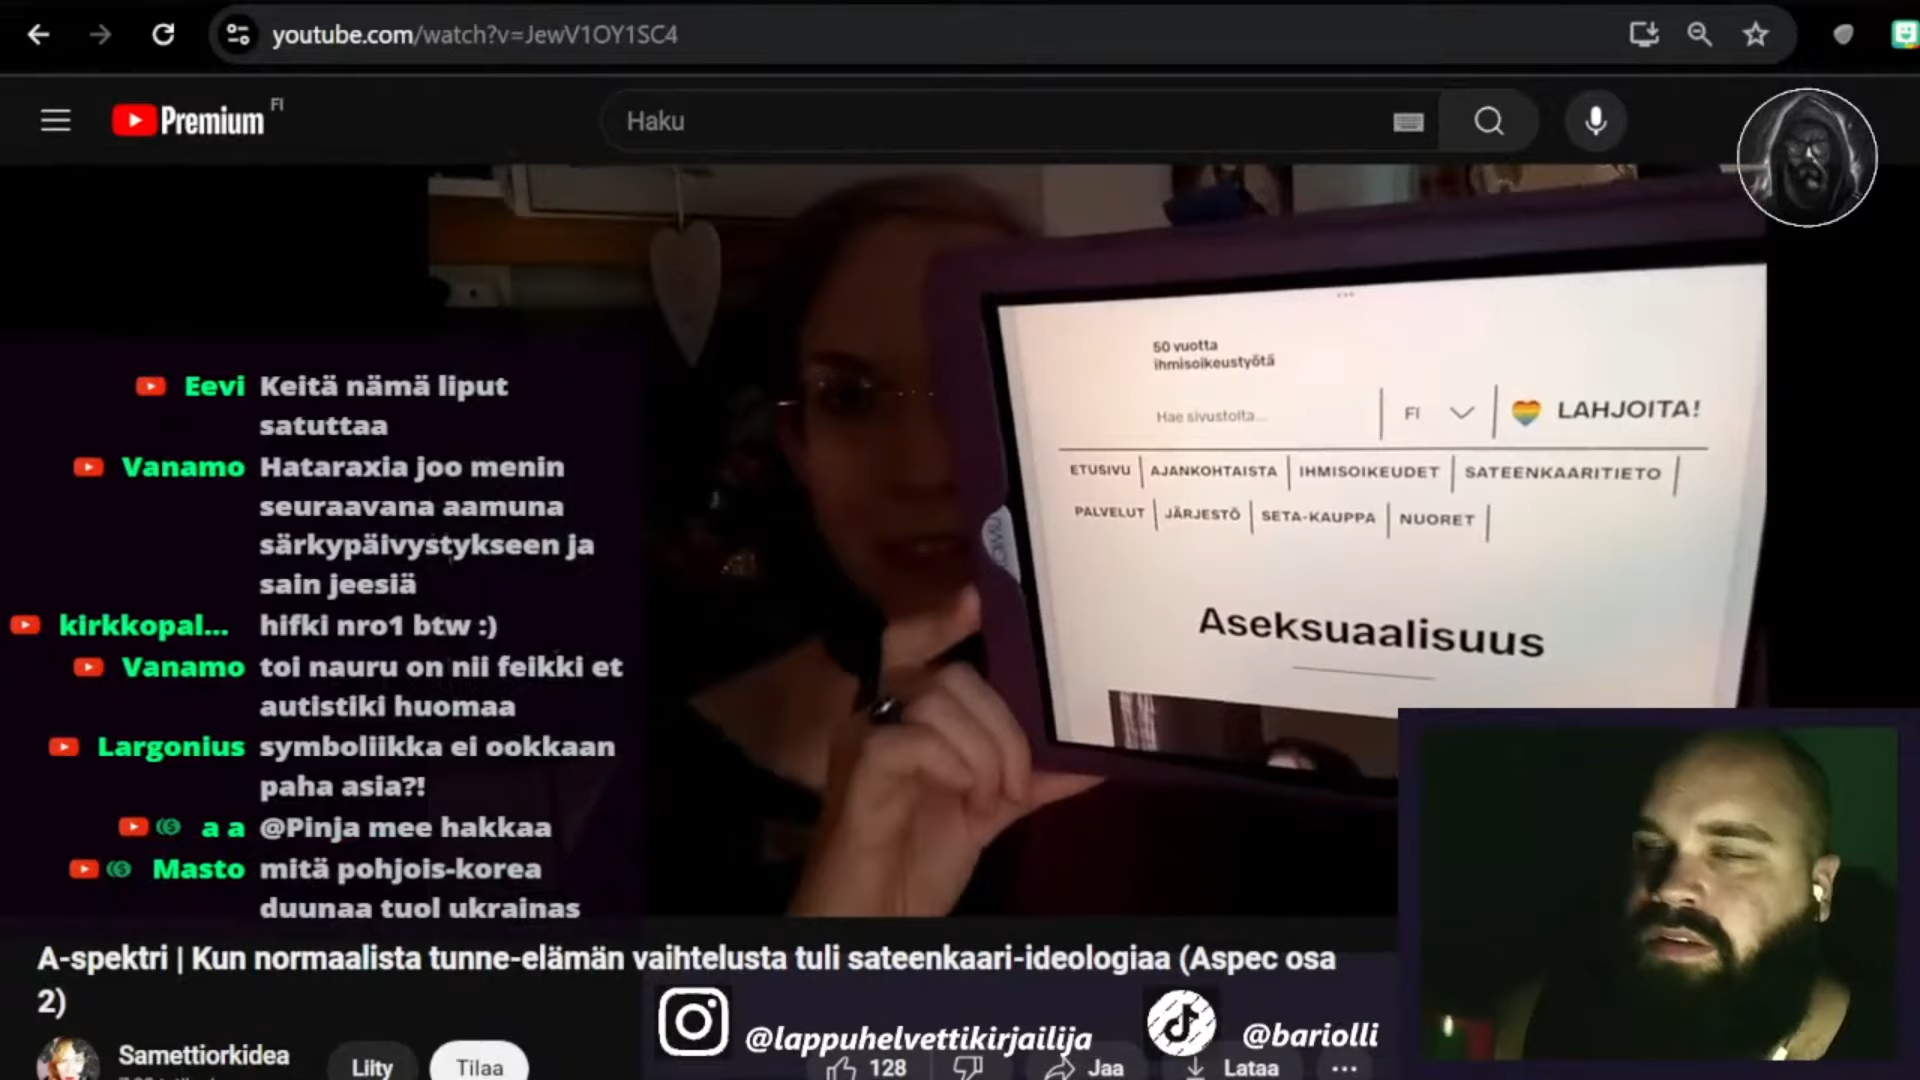 youtube.com/watch?v=JewV1OY1SC4
Premium FI
Haku
50 vuotta
ihmisoikeustyötä
Hae sivustolta...
FI
LAHJOITA!
ETUSIVU
AJANKOHTAISTA
IHMISOIKEUDET
SATEENKAARITIETO
PALVELUT
JÄRJESTÖ
SETA-KAUPPA
NUORET
Aseksuaalisuus
Eevi Keitä nämä liput
satuttaa
Vanamo Hataraxia joo menin
seuraavana aamuna
särkypäivystykseen ja
sain jeesiä
kirkkopal... hifki nro1 btw :)
Vanamo toi nauru on nii feikki et
autistiki huomaa
Largonius symboliikka ei ookkaan
paha asia?!
a a @Pinja mee hakkaa
Masto mitä pohjois-korea
duunaa tuol ukrainas
A-spektri | Kun normaalista tunne-elämän vaihtelusta tuli sateenkaari-ideologiaa (Aspec osa
2)
@lappuhelvettikirjailija
@bariolli
Samettiorkidea
Liity
Tilaa
128
Jaa
Lataa